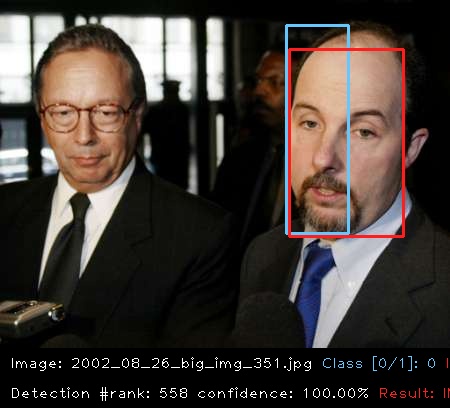 Image: 2002_08_26_big_img_351.jpg Class [0/1]: 0
Detection #rank: 558 confidence: 100.00% Result: